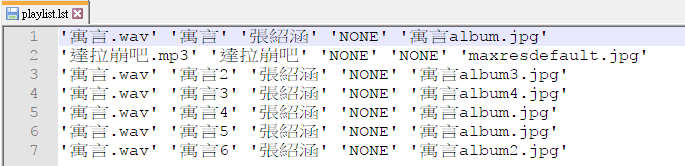 playlist.lst
1 '寓言.wav' '寓言' '張紹涵' 'NONE' '寓言album.jpg'
2 '達拉崩吧.mp3' '達拉崩吧' 'NONE' 'NONE' 'maxresdefault.jpg'
3 '寓言.wav' '寓言2' '張紹涵' 'NONE' '寓言album3.jpg'
4 '寓言.wav' '寓言3' '張紹涵' 'NONE' '寓言album4.jpg'
5 '寓言.wav' '寓言4' '張紹涵' 'NONE' '寓言album.jpg'
6 '寓言.wav' '寓言5' '張紹涵' 'NONE' '寓言album.jpg'
7 '寓言.wav' '寓言6' '張紹涵' 'NONE' '寓言album2.jpg'